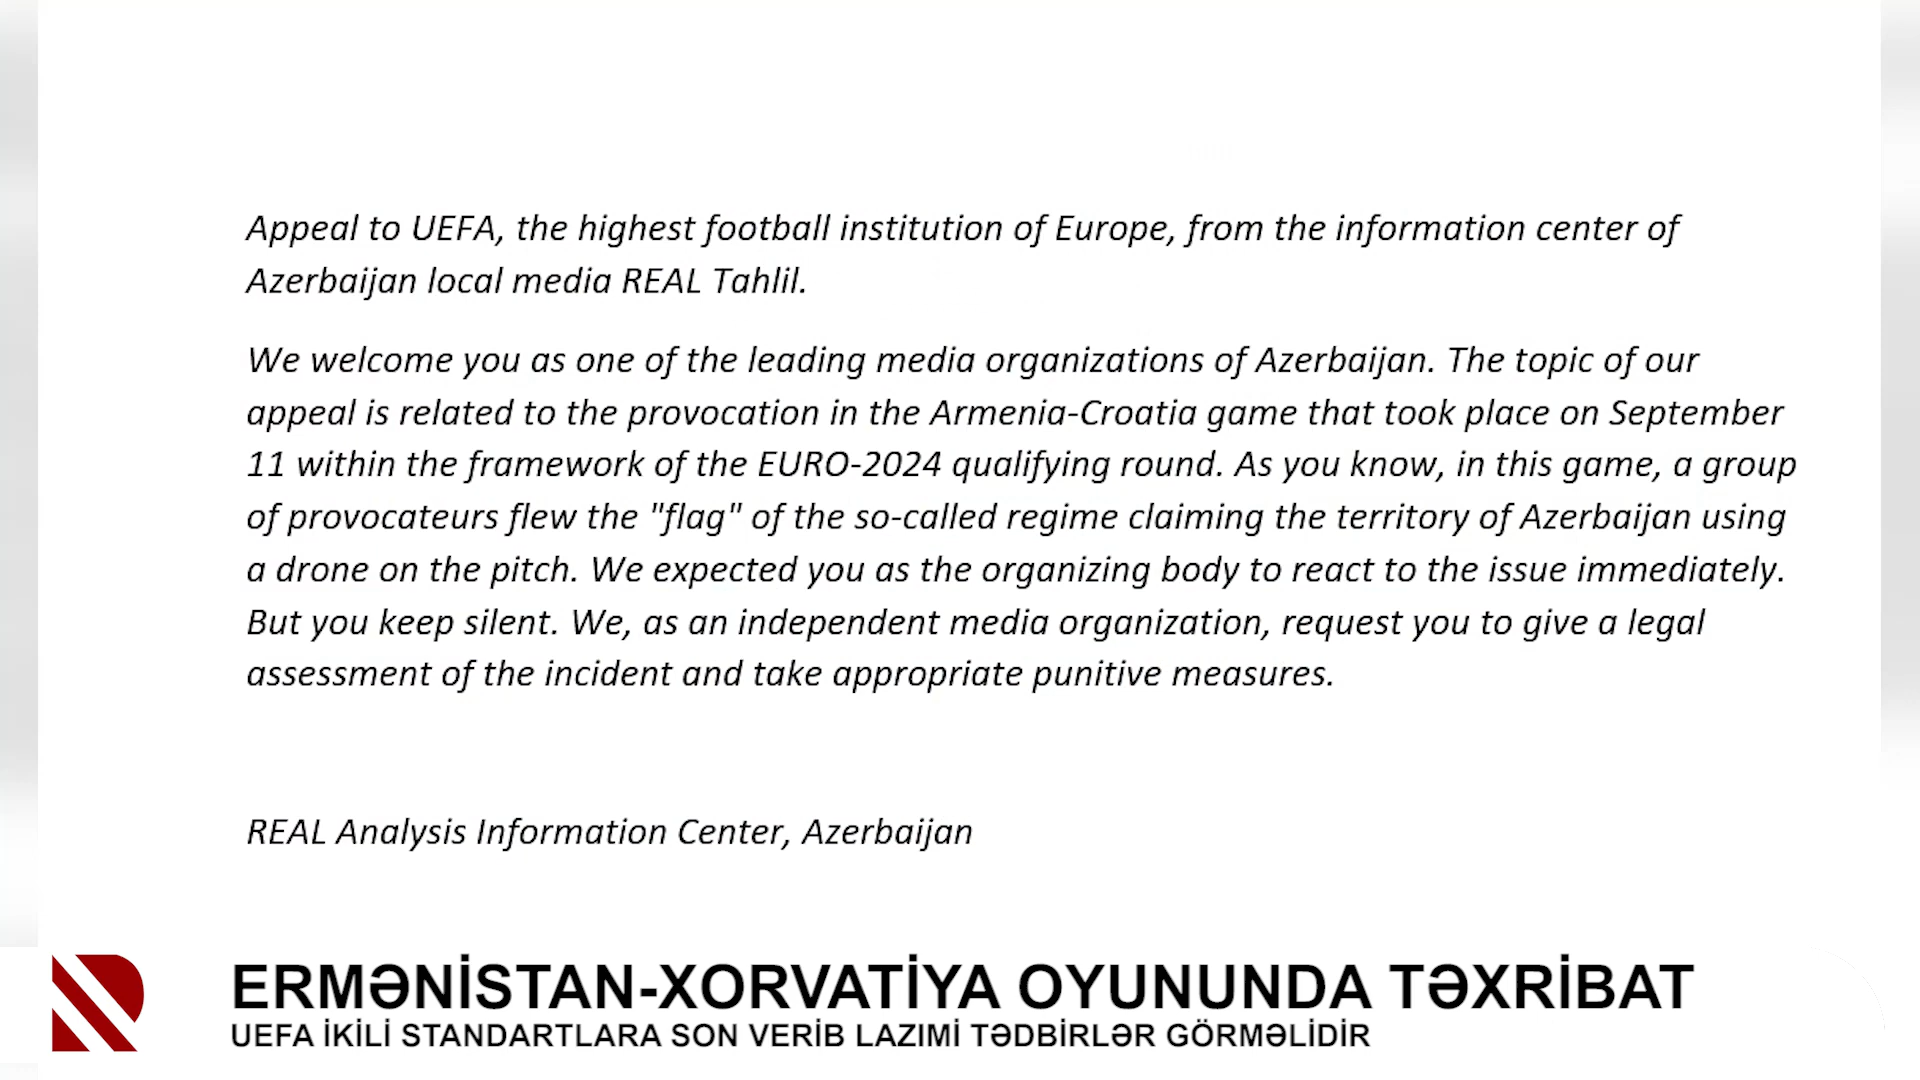 Appeal to UEFA, the highest football institution of Europe, from the information center of
Azerbaijan local media REAL Tahlil.
We welcome you as one of the leading media organizations of Azerbaijan. The topic of our
appeal is related to the provocation in the Armenia-Croatia game that took place on September
11 within the framework of the EURO-2024 qualifying round. As you know, in this game, a group
of provocateurs flew the "flag" of the so-called regime claiming the territory of Azerbaijan using
a drone on the pitch. We expected you as the organizing body to react to the issue immediately.
But you keep silent. We, as an independent media organization, request you to give a legal
assessment of the incident and take appropriate punitive measures.
REAL Analysis Information Center, Azerbaijan
ERMƏNİSTAN-XORVATİYA OYUNUNDA TƏXRİBAT
UEFA İKİLİ STANDARTLARA SON VERİB LAZIMİ TƏDBİRLƏR GÖRMƏLİDİR